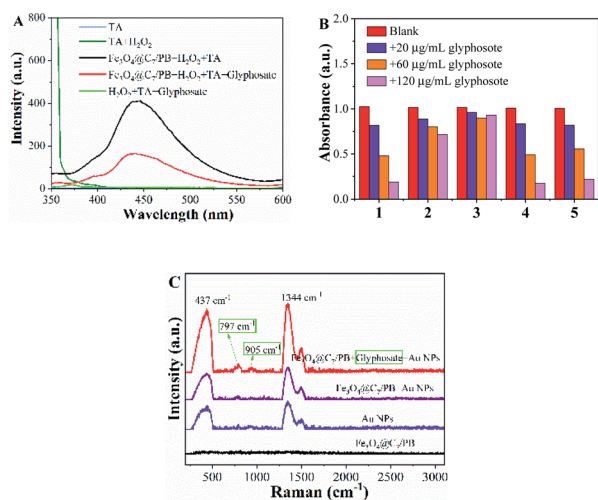 A
TA
TA+H₂O₂
Fe₃O₄@C₇/PB+H₂O₂+TA
Fe₃O₄@C₇/PB+H₂O₂+TA+Glyphosate
H₂O₂+TA+Glyphosate
Intensity (a.u.)
800
600
400
200
0
350 400 450 500 550 600
Wavelength (nm)
B
Blank
+20 μg/mL glyphosote
+60 μg/mL glyphosote
+120 μg/mL glyphosote
Absorbance (a.u.)
2.0
1.5
1.0
0.5
0.0
1 2 3 4 5
C
437 cm⁻¹
1344 cm⁻¹
797 cm⁻¹
905 cm⁻¹
Fe₃O₄@C₇/PB+Glyphosate+Au NPs
Fe₃O₄@C₇/PB+Au NPs
Au NPs
Fe₃O₄@C₇/PB
Intensity (a.u.)
500 1000 1500 2000 2500 3000
Raman (cm⁻¹)